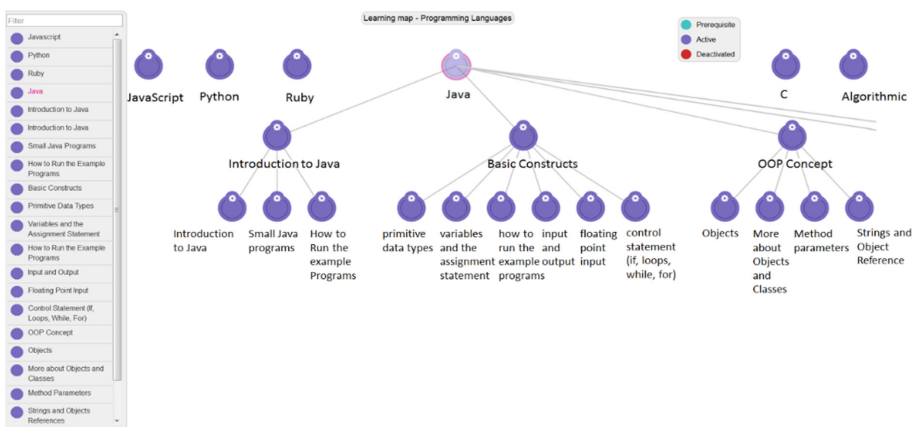 Learning map - Programming Languages
Filter
Javascript
Python
Ruby
Java
Introduction to Java
Introduction to Java
Small Java Programs
How to Run the Example
Programs
Basic Constructs
Primitive Data Types
Variables and the
Assignment Statement
How to Run the Example
Programs
Input and Output
Floating Point Input
Control Statement (If,
Loops, While, For)
OOP Concept
Objects
More about Objects and
Classes
Method Parameters
Strings and Objects
References
Prerequisite
Active
Deactivated
JavaScript
Python
Ruby
Java
C
Algorithmic
Introduction to Java
Basic Constructs
OOP Concept
Introduction
to Java
Small Java
programs
How to
Run the
example
Programs
primitive
data types
variables
and the
assignment
statement
how to
run the
example
programs
input
and
output
floating
point
input
control
statement
(if, loops,
while, for)
Objects
More
about
Objects
and
Classes
Method
parameters
Strings and
Object
Reference